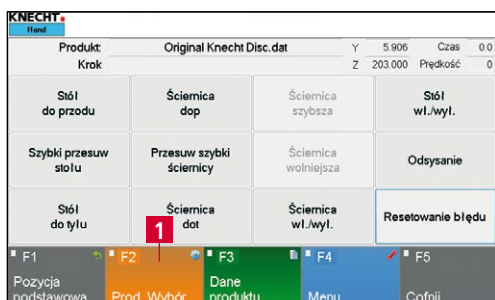 KNECHT
Hand
Produkt: Original Knecht Disc.dat Y 5.906 Czas 0.0
Krok Z 203.000 Prędkość 0
Stół do przodu
Ściernica dop
Ściernica szybsza
Stół wł./wył.
Szybki przesuw stołu
Przesuw szybki ściernicy
Ściernica wolniejsza
Odsysanie
Stół do tyłu
Ściernica dot
Ściernica wł./wył.
Resetowanie błędu
1
F1 F2 F3 F4 F5
Pozycja podstawowa
Prod. Wybór
Dane produktu
Menu
Cofnij